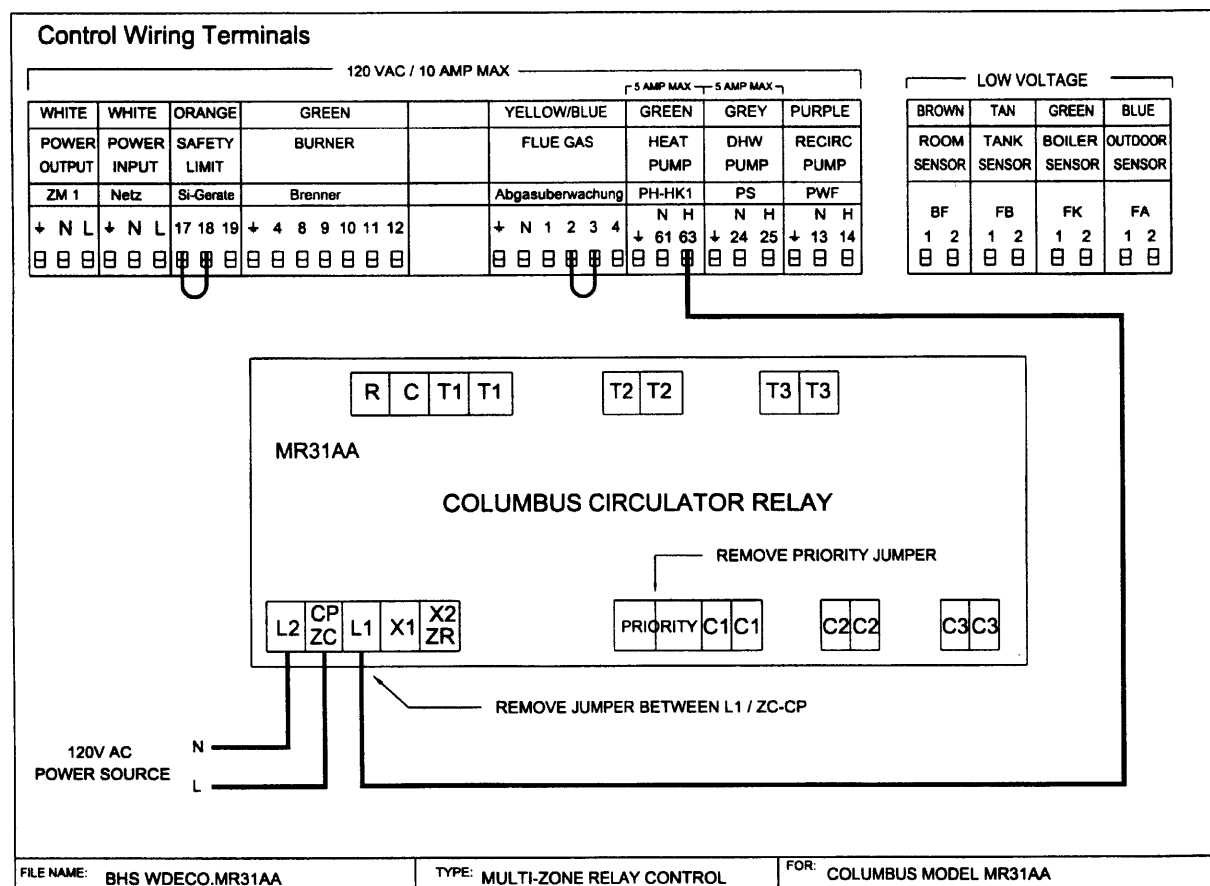 Control Wiring Terminals
120 VAC / 10 AMP MAX
5 AMP MAX 5 AMP MAX
LOW VOLTAGE
WHITE WHITE ORANGE GREEN YELLOW/BLUE GREEN GREY PURPLE
BROWN TAN GREEN BLUE
POWER OUTPUT POWER INPUT SAFETY LIMIT BURNER FLUE GAS HEAT PUMP DHW PUMP RECIRC PUMP
ROOM SENSOR TANK SENSOR BOILER SENSOR OUTDOOR SENSOR
ZM 1 Netz Si-Gerate Brenner Abgasuberwachung PH-HK1 PS PWF
BF FB FK FA
N H N H N H
N L N L 17 18 19 4 8 9 10 11 12 N 1 2 3 4 61 63 24 25 13 14
1 2 1 2 1 2 1 2
R C T1 T1 T2 T2 T3 T3
MR31AA
COLUMBUS CIRCULATOR RELAY
REMOVE PRIORITY JUMPER
L2 CP ZC L1 X1 X2 ZR PRIORITY C1 C1 C2 C2 C3 C3
REMOVE JUMPER BETWEEN L1 / ZC-CP
120V AC
POWER SOURCE
N
L
FILE NAME: BHS WDECO.MR31AA
TYPE: MULTI-ZONE RELAY CONTROL
FOR: COLUMBUS MODEL MR31AA